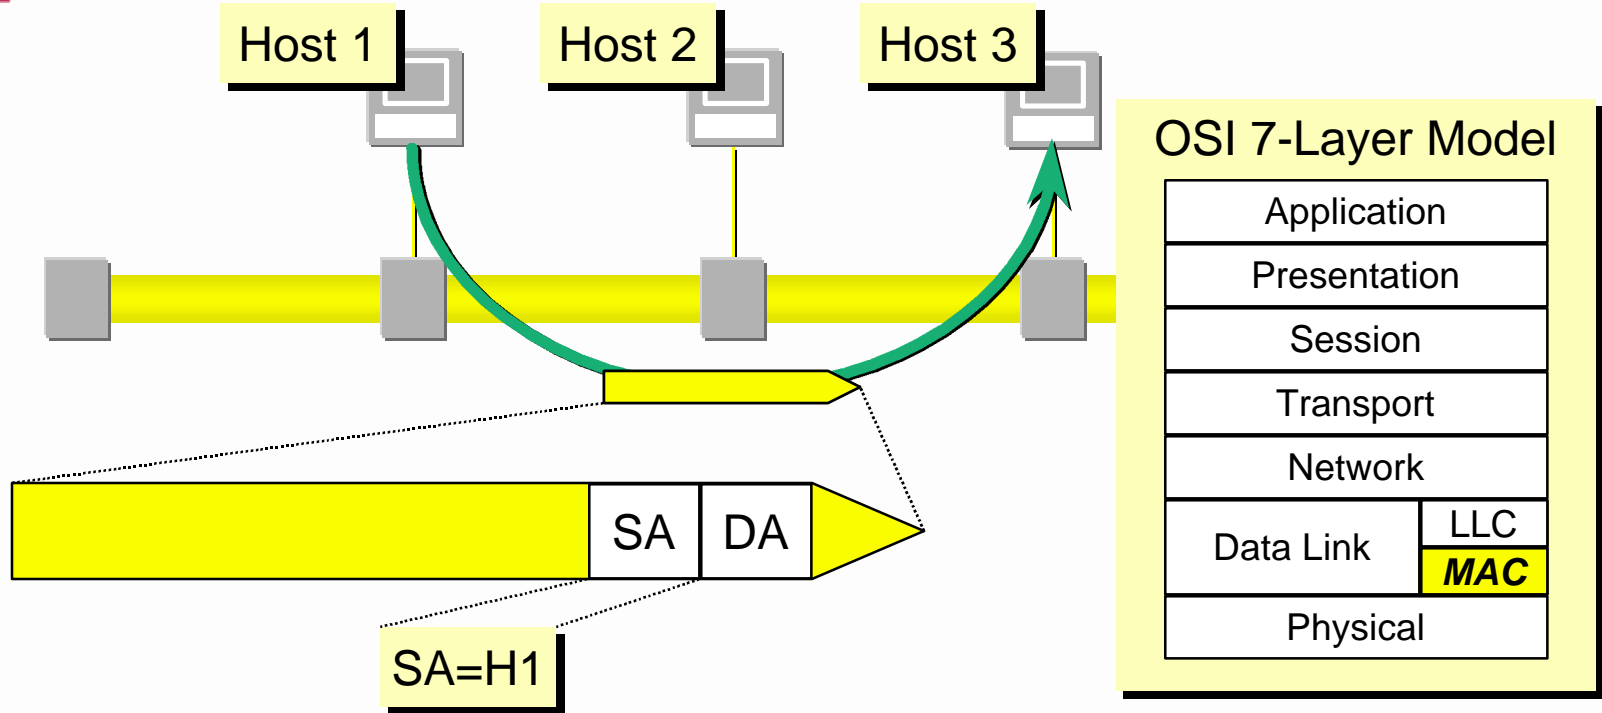 Host 1
Host 2
Host 3
OSI 7-Layer Model
Application
Presentation
Session
Transport
Network
Data Link
LLC
MAC
Physical
SA
DA
SA=H1